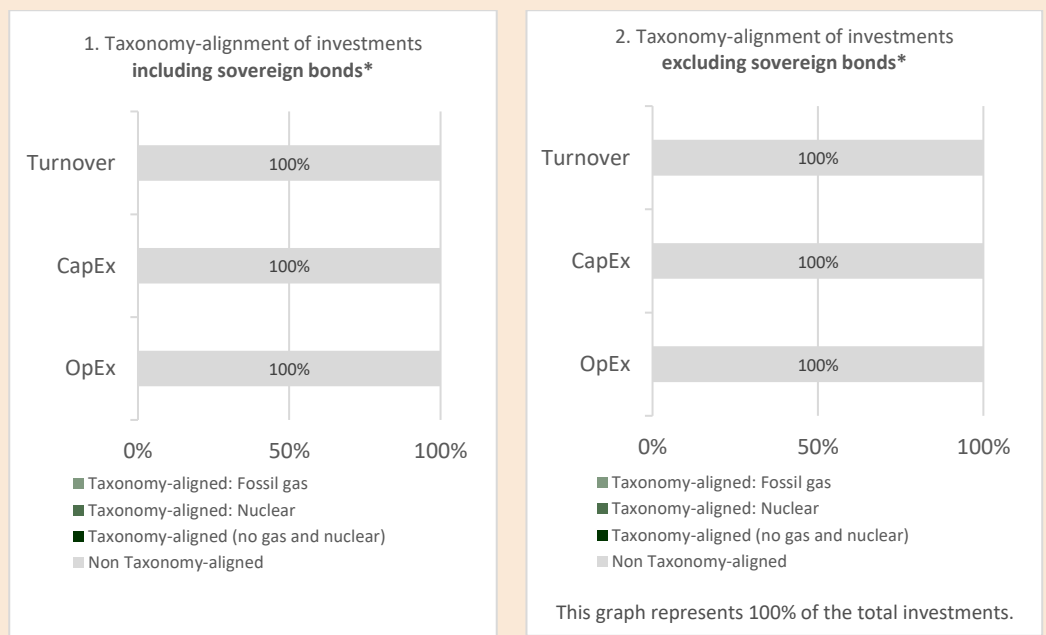 1. Taxonomy-alignment of investments
including sovereign bonds*
Turnover
100%
CapEx
100%
OpEx
100%
0% 50% 100%
Taxonomy-aligned: Fossil gas
Taxonomy-aligned: Nuclear
Taxonomy-aligned (no gas and nuclear)
Non Taxonomy-aligned
2. Taxonomy-alignment of investments
excluding sovereign bonds*
Turnover
100%
CapEx
100%
OpEx
100%
0% 50% 100%
Taxonomy-aligned: Fossil gas
Taxonomy-aligned: Nuclear
Taxonomy-aligned (no gas and nuclear)
Non Taxonomy-aligned
This graph represents 100% of the total investments.